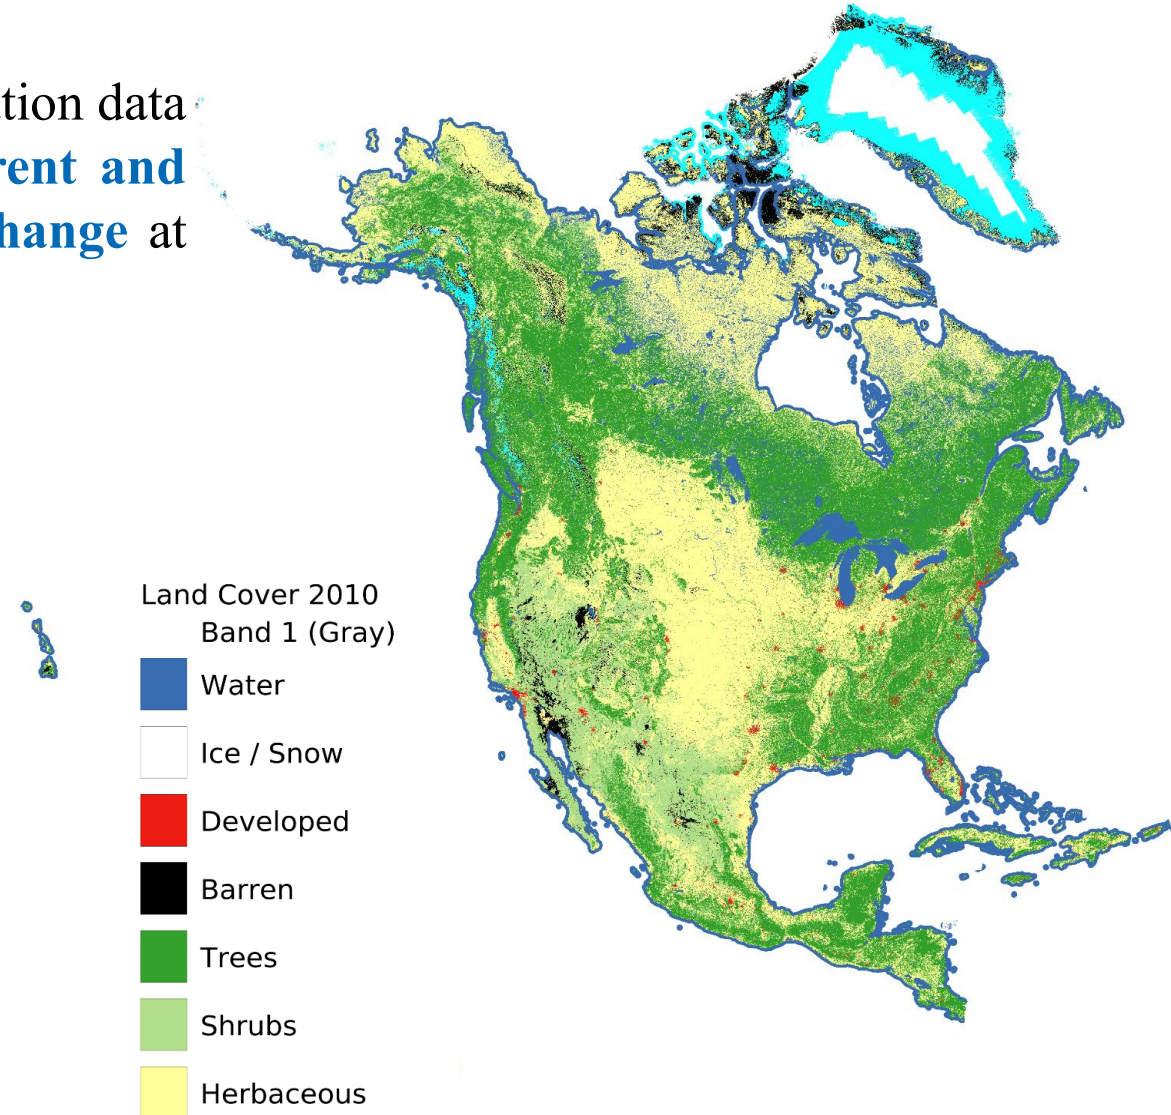 ation data
rent and
hange at
Land Cover 2010
Band 1 (Gray)
Water
Ice / Snow
Developed
Barren
Trees
Shrubs
Herbaceous